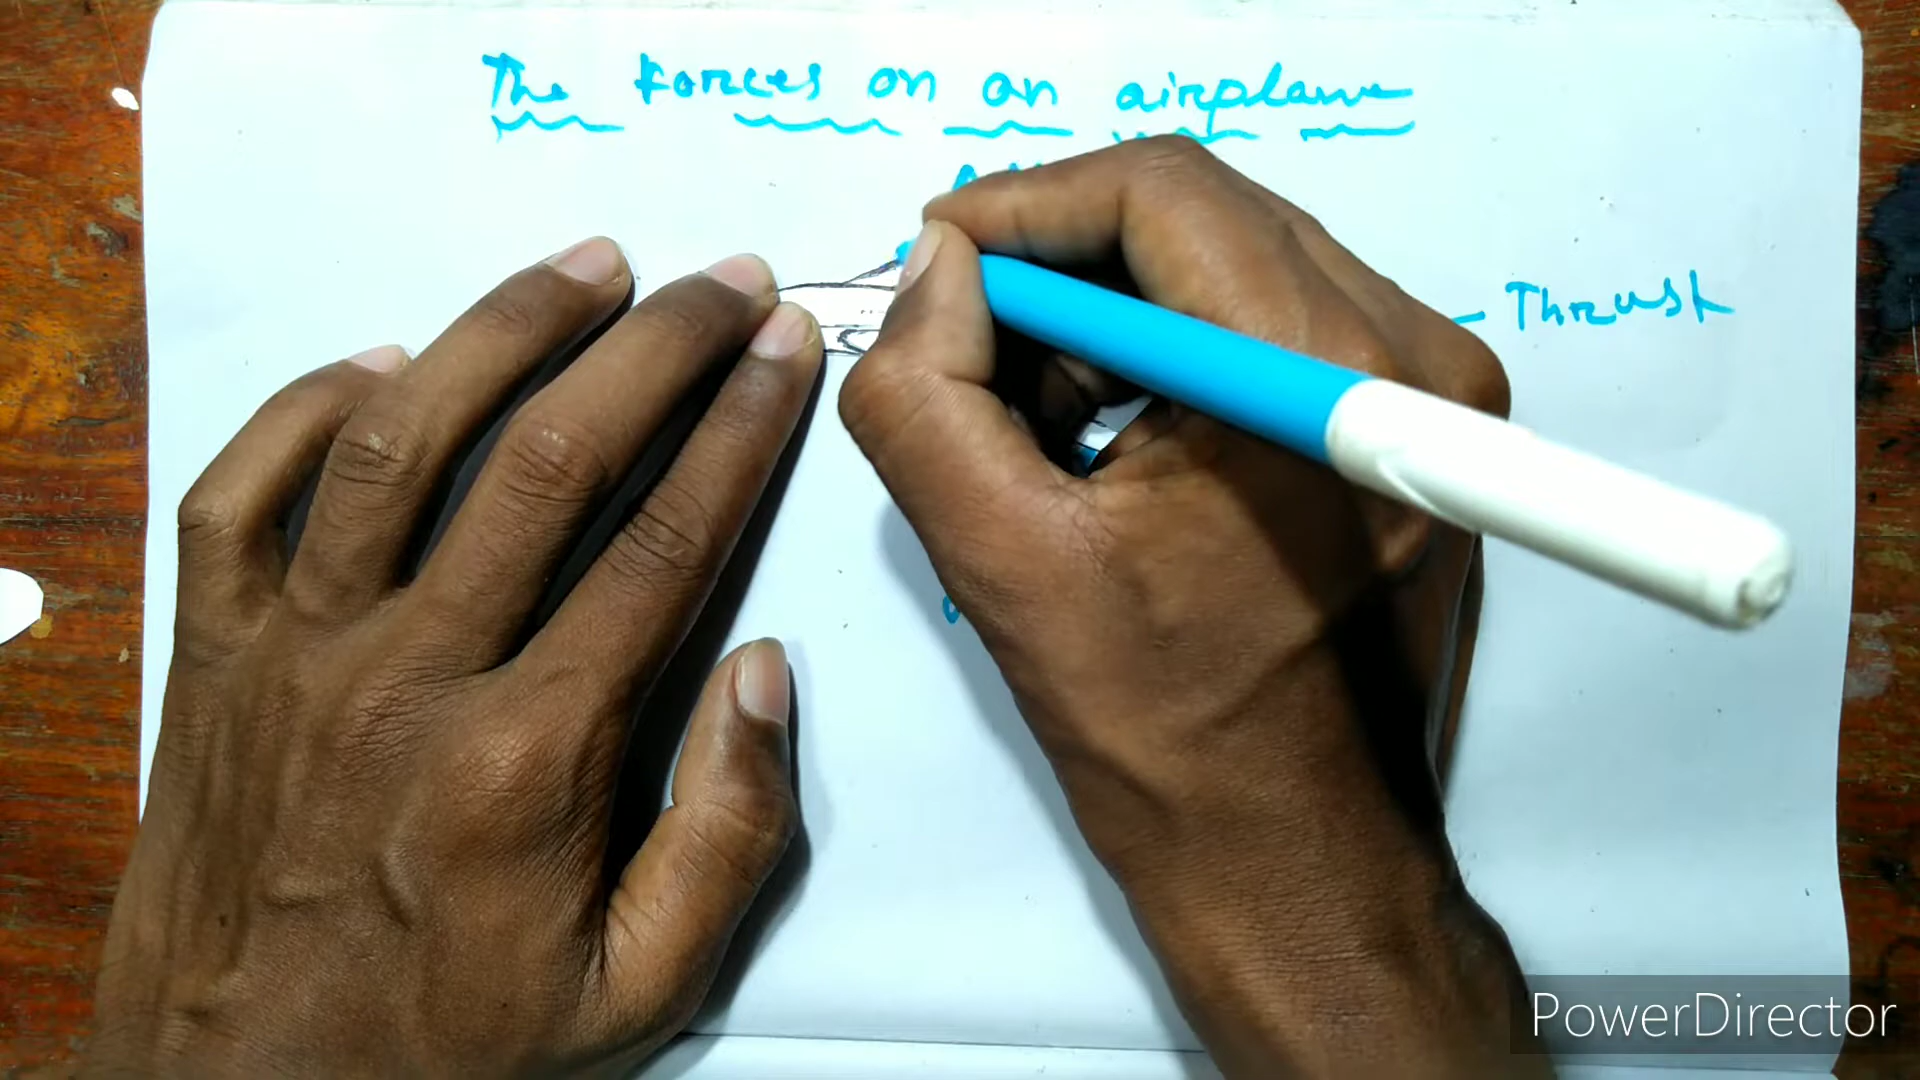 The Forces on an airplane
Thrust
PowerDirector